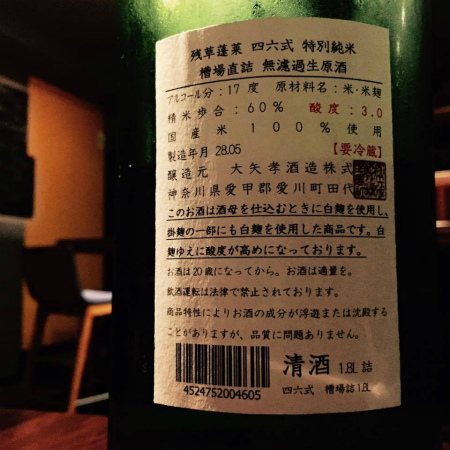 残草蓬莱 四六式 特別純米
槽場直詰 無濾過生原酒
アルコール分：17度 原材料名：米・米麹
精米歩合：60% 酸度：3.0
国産米100%使用
製造年月 28.05 【要冷蔵】
醸造元 大矢孝酒造株式
神奈川県愛甲郡愛川町田代
このお酒は酒母を仕込むときに白麹を使用し、
掛麹の一部にも白麹を使用した商品です。白
麹ゆえに酸度が高めになっております。
お酒は20歳になってから。お酒は適量を。
飲酒運転は法律で禁止されております。
商品特性によりお酒の成分が浮遊または沈殿する
ことがありますが、品質に問題ありません。
清酒 1.8L 詰
4524752004605
四六式 槽場詰1.8L